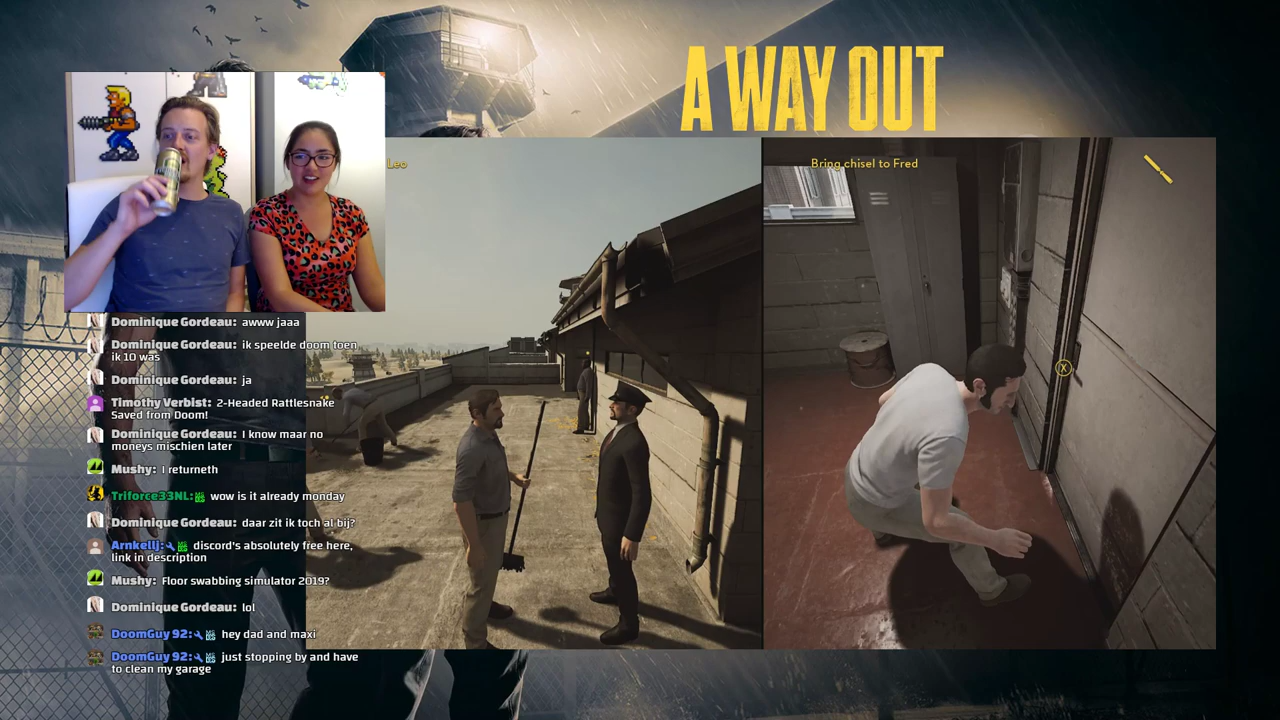 A WAY OUT
Leo
Bring chisel to Fred
X
Dominique Gordeau: awww jaaa
Dominique Gordeau: ik speelde doom toen
ik 10 was
Dominique Gordeau: ja
Timothy Verbist: 2-Headed Rattlesnake
Saved from Doom!
Dominique Gordeau: I know maar no
moneys mischien later
Mushy: I returneth
Triforce33NL: wow is it already monday
Dominique Gordeau: daar zit ik toch al bij?
Arnkellj: discord's absolutely free here,
link in description
Mushy: Floor swabbing simulator 2019?
Dominique Gordeau: lol
DoomGuy 92: hey dad and maxi
DoomGuy 92: just stopping by and have
to clean my garage